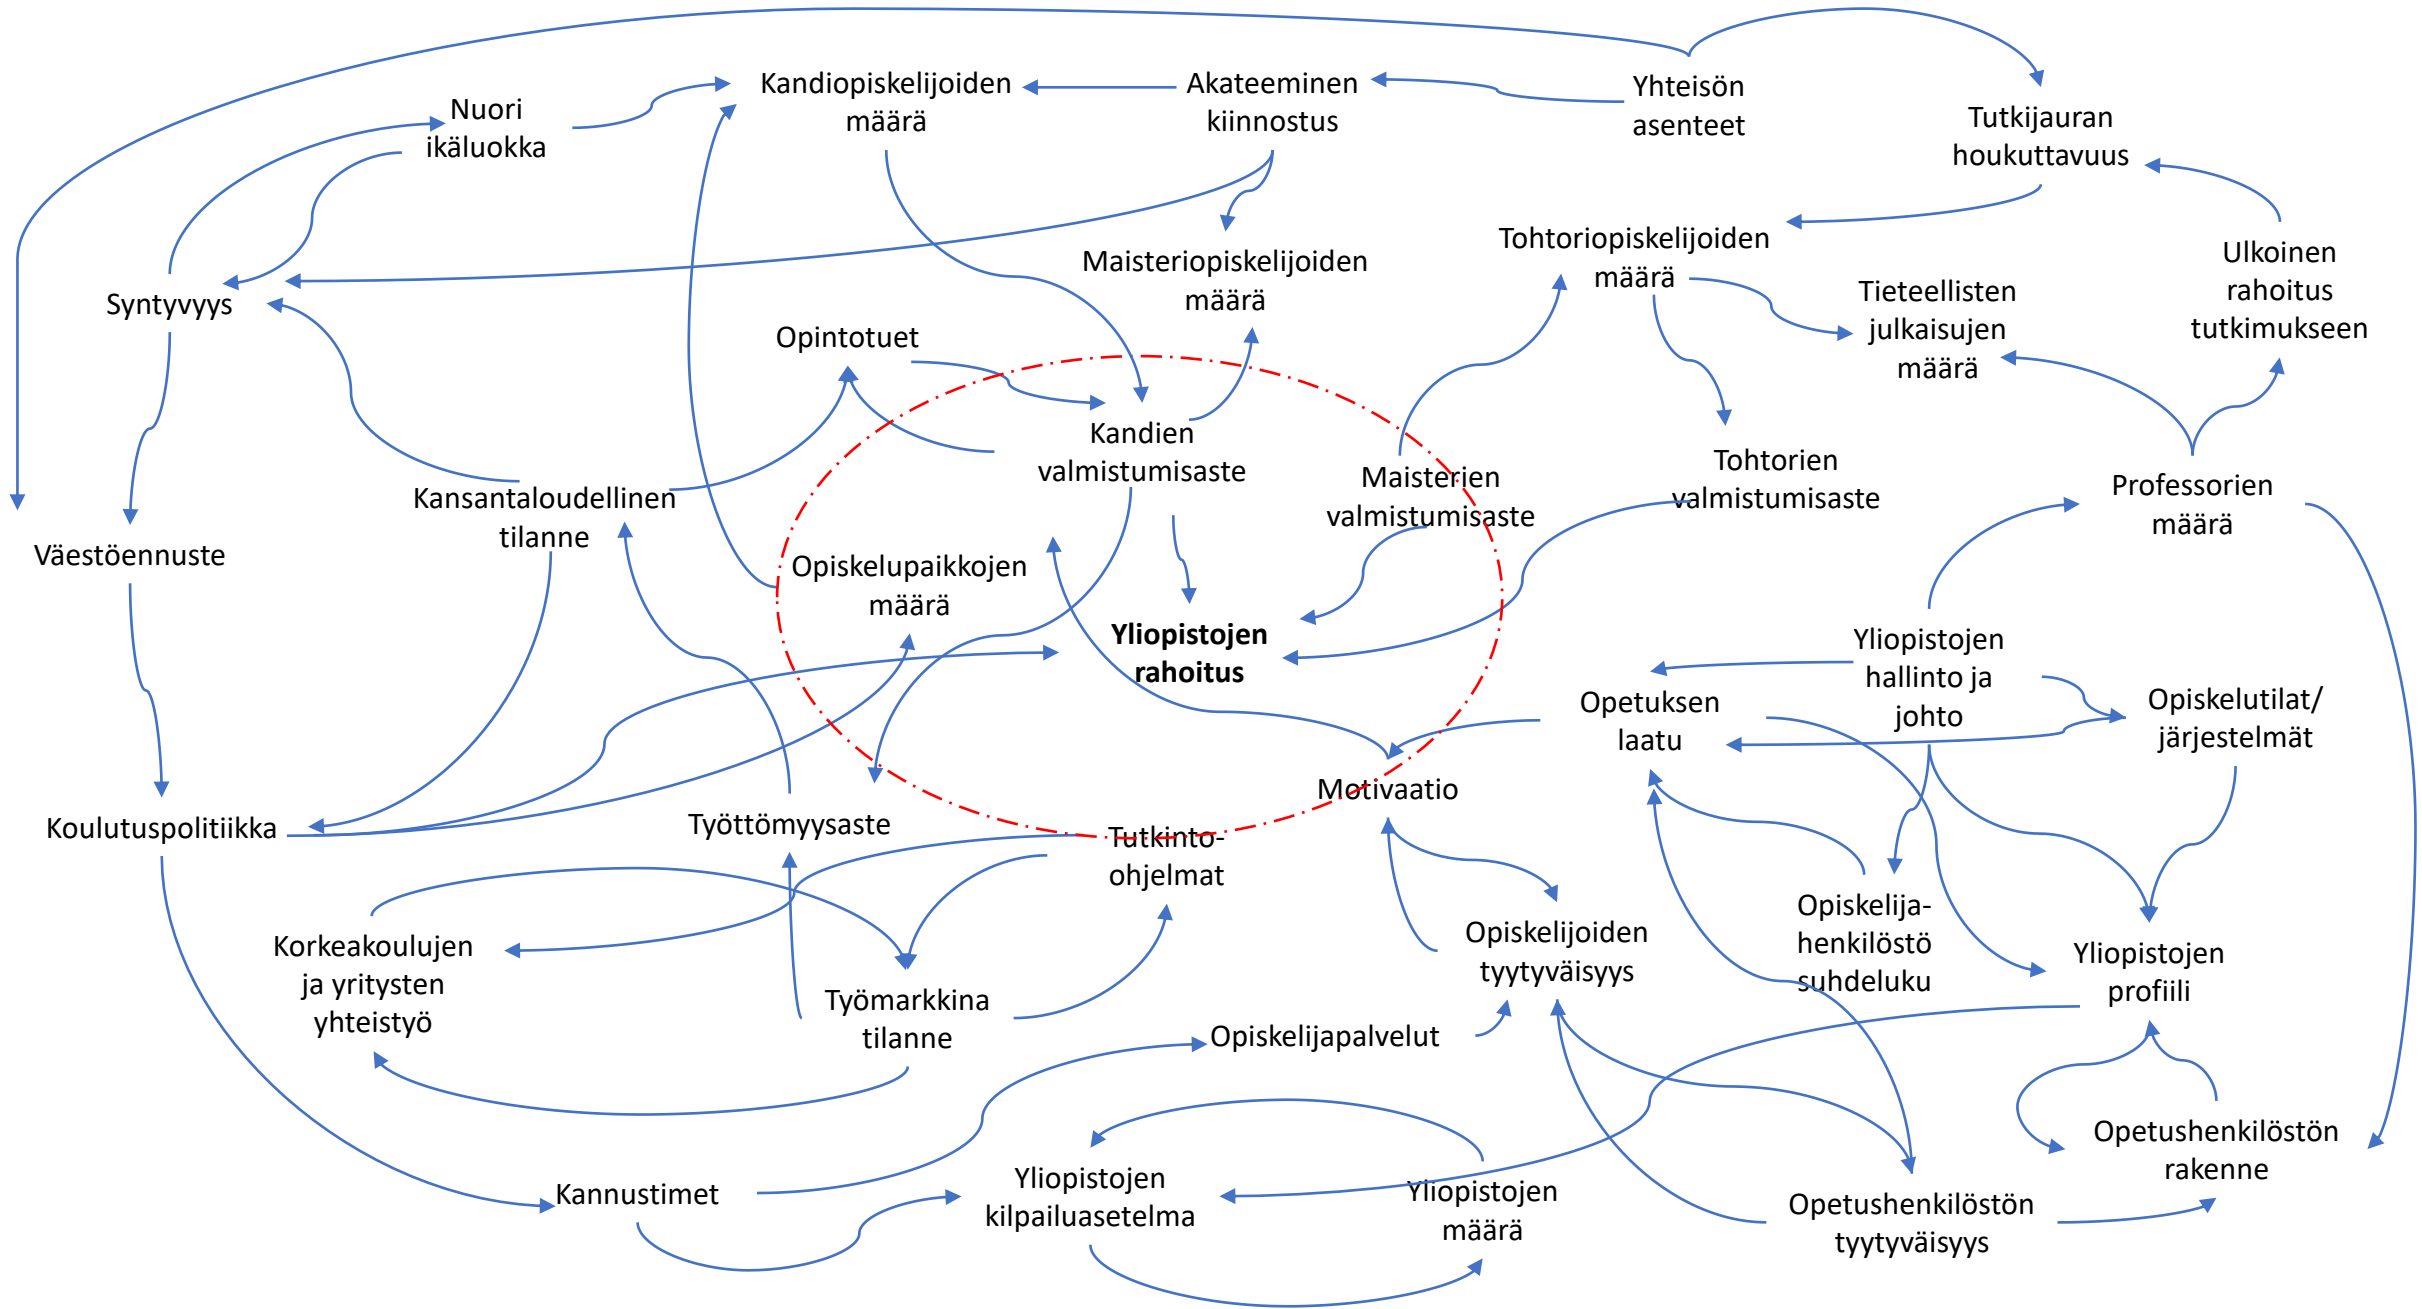 Kandiopiskelijoiden
määrä
Akateeminen
kiinnostus
Yhteisön
asenteet
Nuori
ikäluokka
Tutkijauran
houkuttavuus
Tohtoriopiskelijoiden
määrä
Maisteriopiskelijoiden
määrä
Ulkoinen
rahoitus
tutkimukseen
Tieteellisten
julkaisujen
määrä
Syntyvyys
Opintotuet
Kandien
valmistumisaste
Maisterien
valmistumisaste
Tohtorien
valmistumisaste
Professorien
määrä
Kansantaloudellinen
tilanne
Väestöennuste
Opiskelupaikkojen
määrä
Yliopistojen
rahoitus
Yliopistojen
hallinto ja
johto
Opetuksen
laatu
Opiskelutilat/
järjestelmät
Motivaatio
Koulutuspolitiikka
Työttömyysaste
Tutkinto-
ohjelmat
Opiskelija-
henkilöstö
suhdeluku
Korkeakoulujen
ja yritysten
yhteistyö
Opiskelijoiden
tyytyväisyys
Yliopistojen
profiili
Työmarkkina
tilanne
Opiskelijapalvelut
Opetushenkilöstön
rakenne
Kannustimet
Yliopistojen
kilpailuasetelma
Yliopistojen
määrä
Opetushenkilöstön
tyytyväisyys